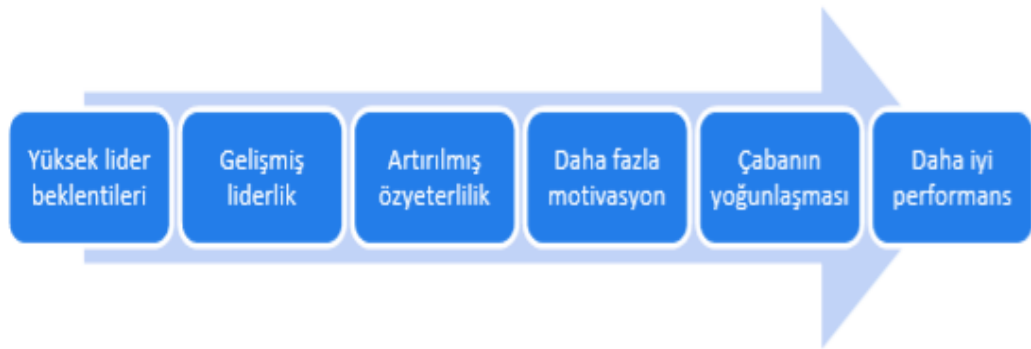 Yüksek lider
beklentileri
Gelişmiş
liderlik
Artırılmış
özyeterlilik
Daha fazla
motivasyon
Çabanın
yoğunlaşması
Daha iyi
performans